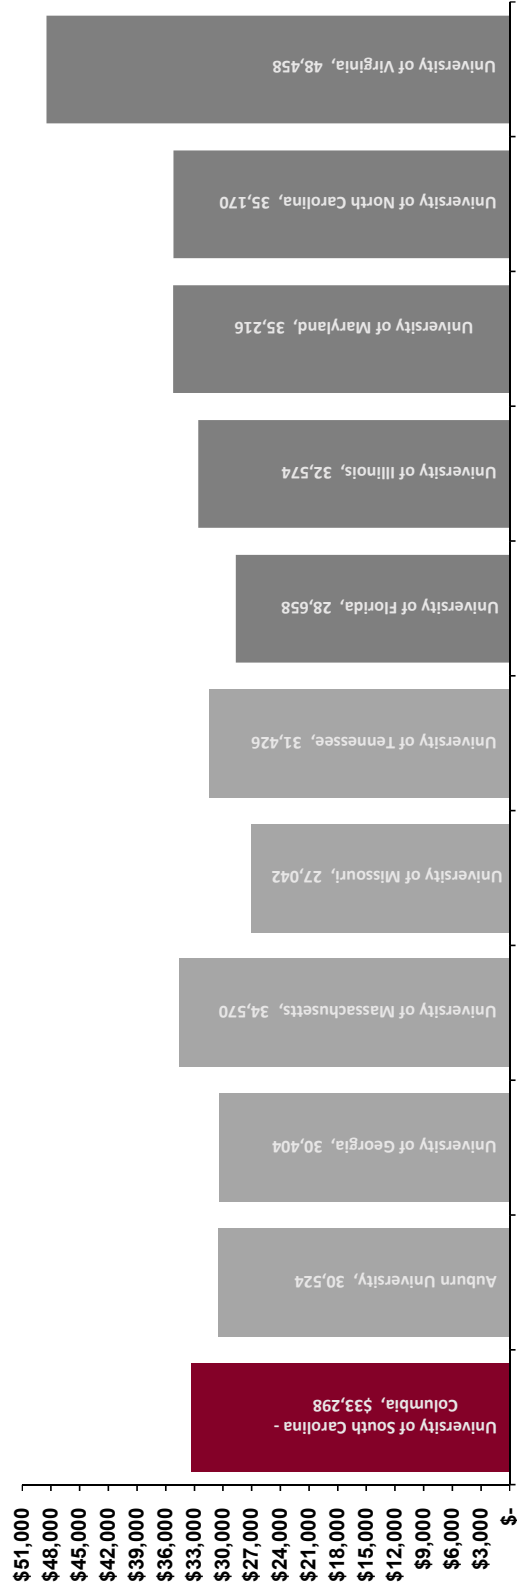 $51,000
$48,000
$45,000
$42,000
$39,000
$36,000
$33,000
$30,000
$27,000
$24,000
$21,000
$18,000
$15,000
$12,000
$9,000
$6,000
$3,000
$-
University of South Carolina -
Columbia, $33,298
Auburn University, 30,524
University of Georgia, 30,404
University of Massachusetts, 34,570
University of Missouri, 27,042
University of Tennessee, 31,426
University of Florida, 28,658
University of Illinois, 32,574
University of Maryland, 35,216
University of North Carolina, 35,170
University of Virginia, 48,458